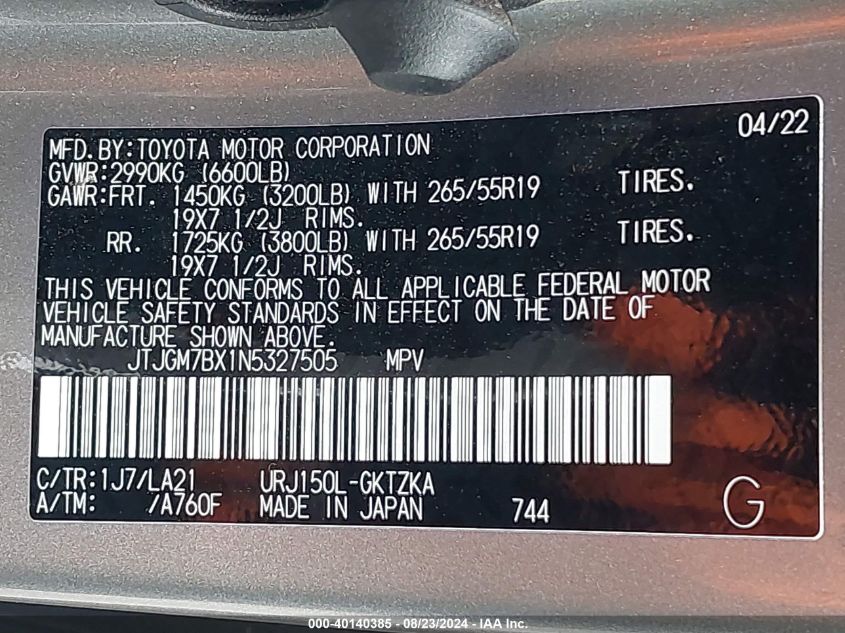 04/22
MFD.BY:TOYOTA MOTOR CORPORATION
GVWR:2990KG (6600LB)
GAWR:FRT. 1450KG (3200LB) WITH 265/55R19 TIRES.
19X7 1/2J RIMS.
RR. 1725KG (3800LB) WITH 265/55R19 TIRES.
19X7 1/2J RIMS.
THIS VEHICLE CONFORMS TO ALL APPLICABLE FEDERAL MOTOR
VEHICLE SAFETY STANDARDS IN EFFECT ON THE DATE OF
MANUFACTURE SHOWN ABOVE.
JTJGM7BX1N5327505 MPV
C/TR:1J7/LA21 URJ150L-GKTZKA
A/TM: /A760F MADE IN JAPAN 744 G
000-40140385 - 08/23/2024 - IAA Inc.